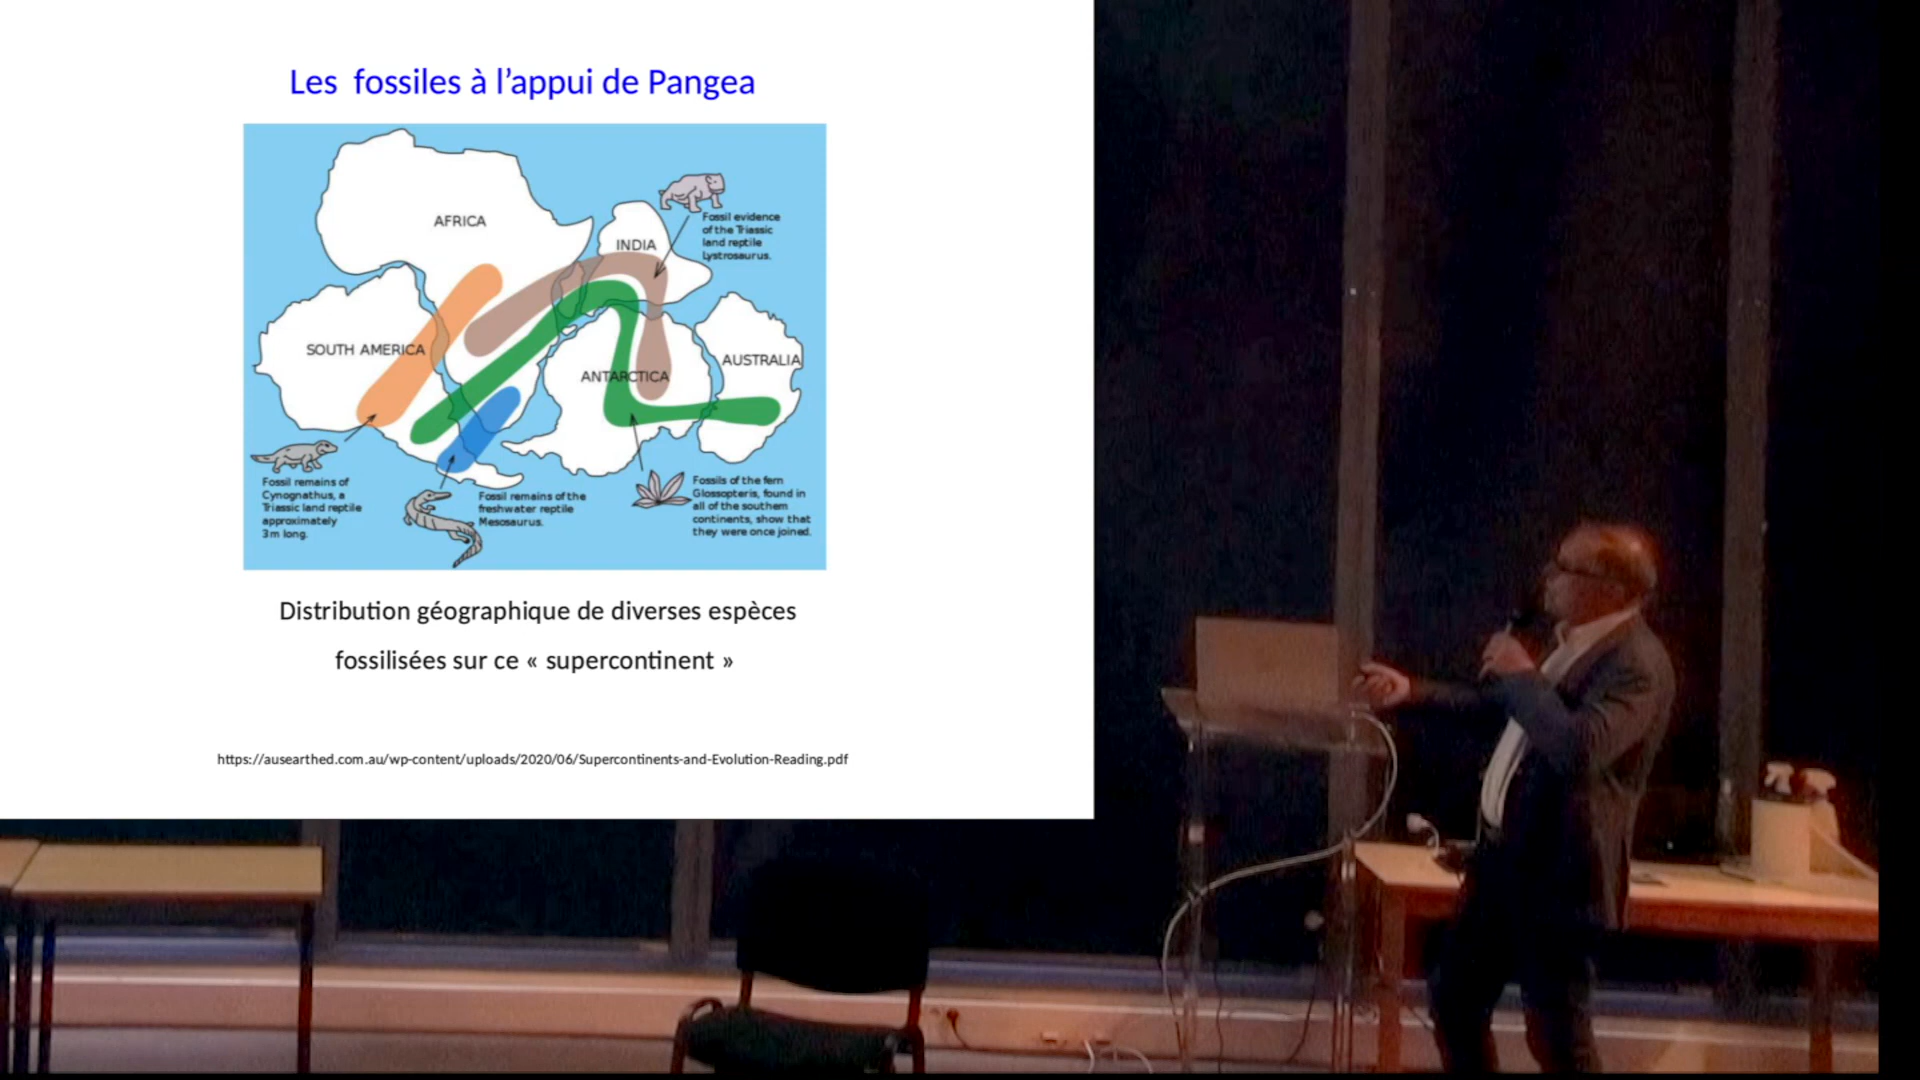 Les fossiles à l’appui de Pangea
AFRICA
INDIA
Fossil evidence
of the Triassic
land reptile
Lystrosaurus.
SOUTH AMERICA
ANTARCTICA
AUSTRALIA
Fossil remains of
Cynognathus, a
Triassic land reptile
approximately
3m long.
Fossil remains of the
freshwater reptile
Mesosaurus.
Fossils of the fern
Glossopteris, found in
all of the southern
continents, show that
they were once joined.
Distribution géographique de diverses espèces
fossilisées sur ce « supercontinent »
https://ausearthed.com.au/wp-content/uploads/2020/06/Supercontinents-and-Evolution-Reading.pdf